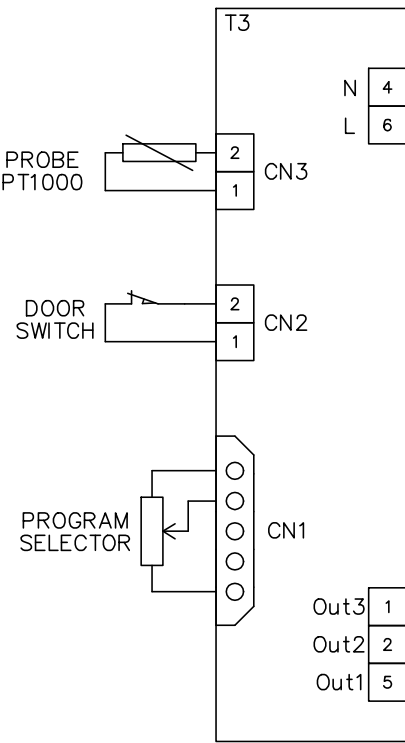 T3
N 4
L 6
PROBE
PT1000
2
1
CN3
DOOR
SWITCH
2
1
CN2
PROGRAM
SELECTOR
CN1
Out3 1
Out2 2
Out1 5